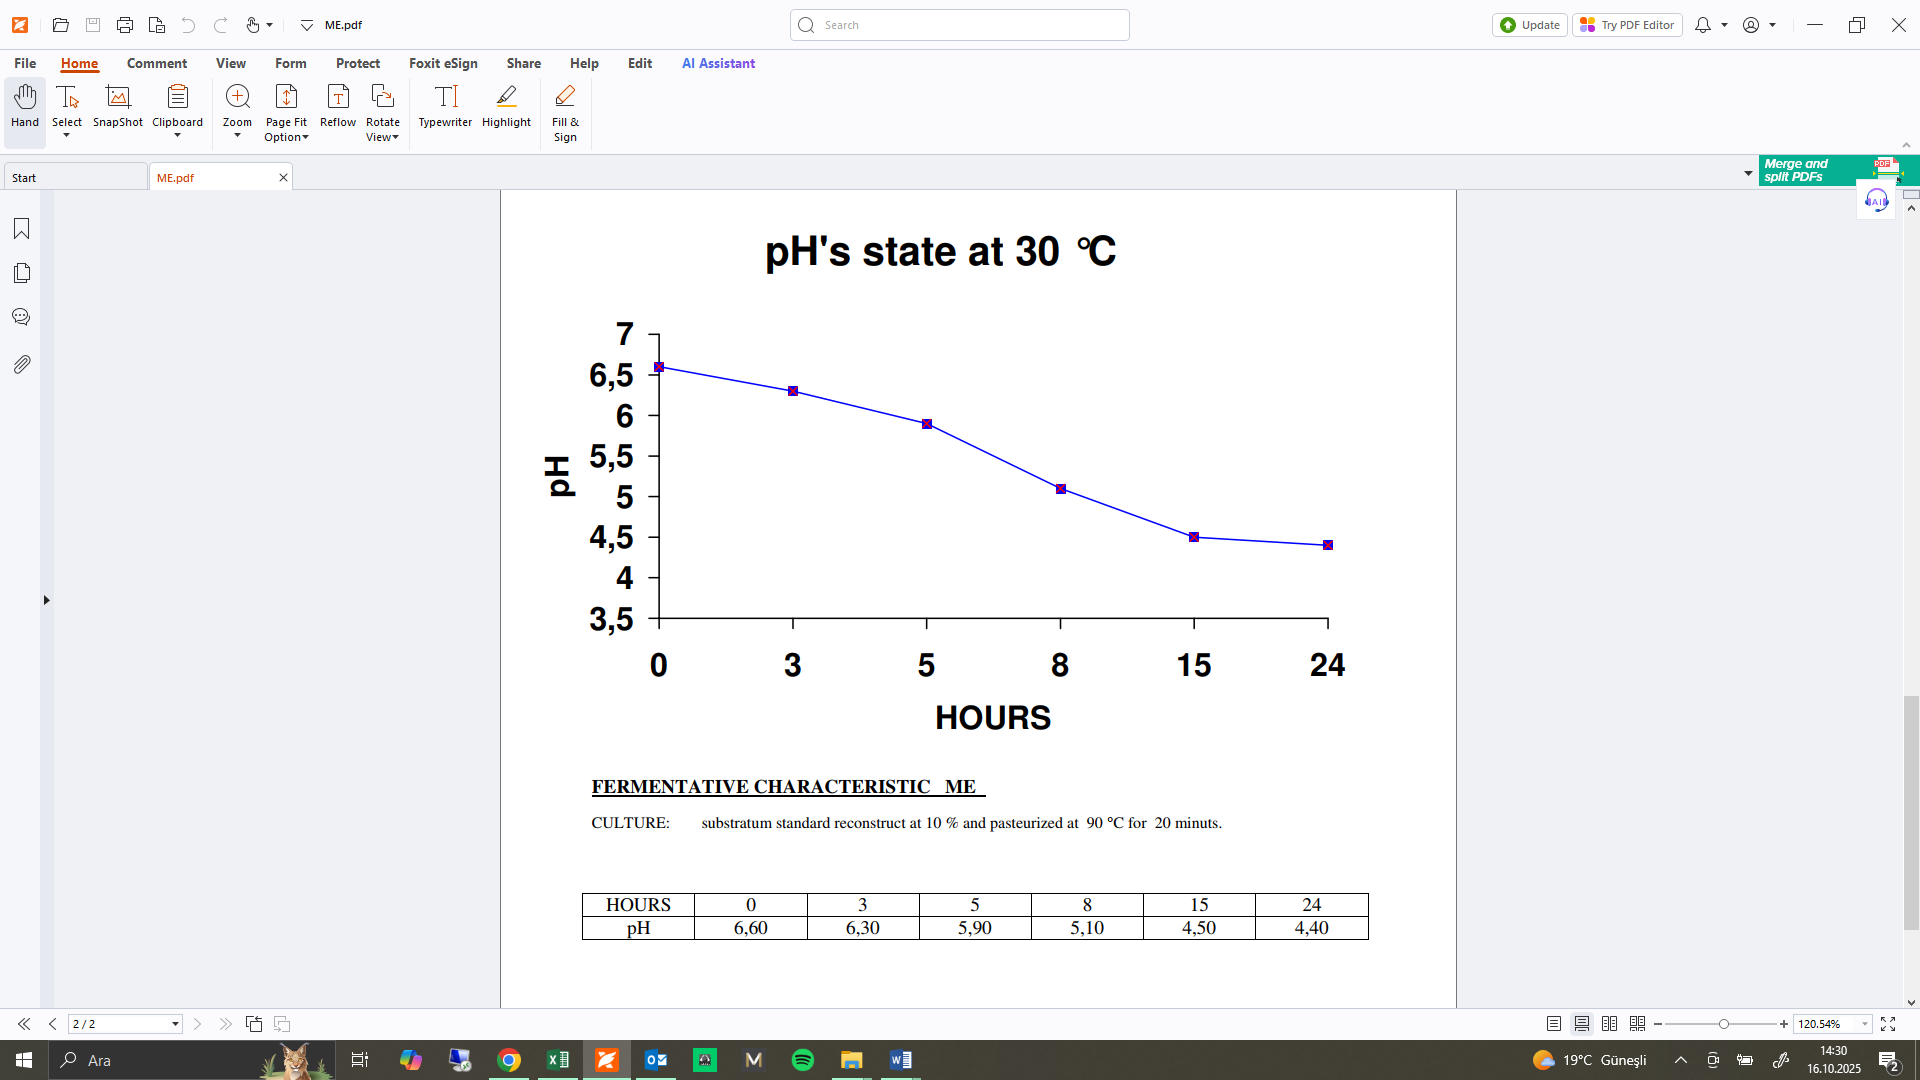 ME.pdf
Search
Update
Try PDF Editor
File Home Comment View Form Protect Foxit eSign Share Help Edit AI Assistant
Hand Select SnapShot Clipboard Zoom Page Fit Option Reflow Rotate View Typewriter Highlight Fill & Sign
Start
ME.pdf
Merge and
split PDFs
PDF
AI
pH's state at 30 °C
7
6,5
6
5,5
5
4,5
4
3,5
pH
0 3 5 8 15 24
HOURS
FERMENTATIVE CHARACTERISTIC ME
CULTURE: substratum standard reconstruct at 10 % and pasteurized at 90 °C for 20 minuts.
HOURS 0 3 5 8 15 24
pH 6,60 6,30 5,90 5,10 4,50 4,40
2 / 2
120.54%
Ara
19°C Güneşli
14:30
16.10.2025
2